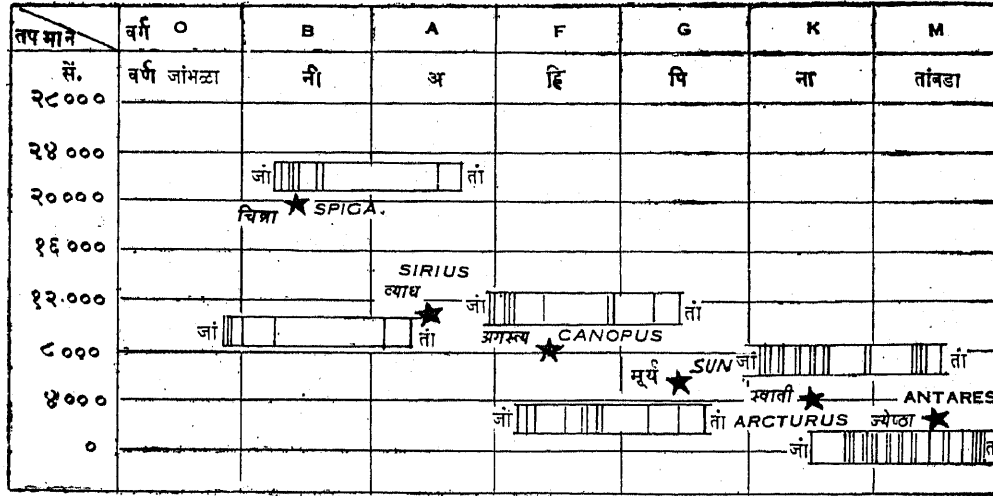 तपमाने वर्ग O B A F G K M
सें. वर्ण जांभळा नी अ हि पि ना तांबडा
२८०००
२४०००
जां तां
२००००
चित्रा SPIGA.
१६०००
SIRIUS
व्याध
१२०००
जां तां
जां तां
अगस्त्य CANOPUS
८०००
सूर्य SUN
जां तां
४०००
स्वाती ANTARES
जां तां ARCTURUS ज्येष्ठा
०
जां त